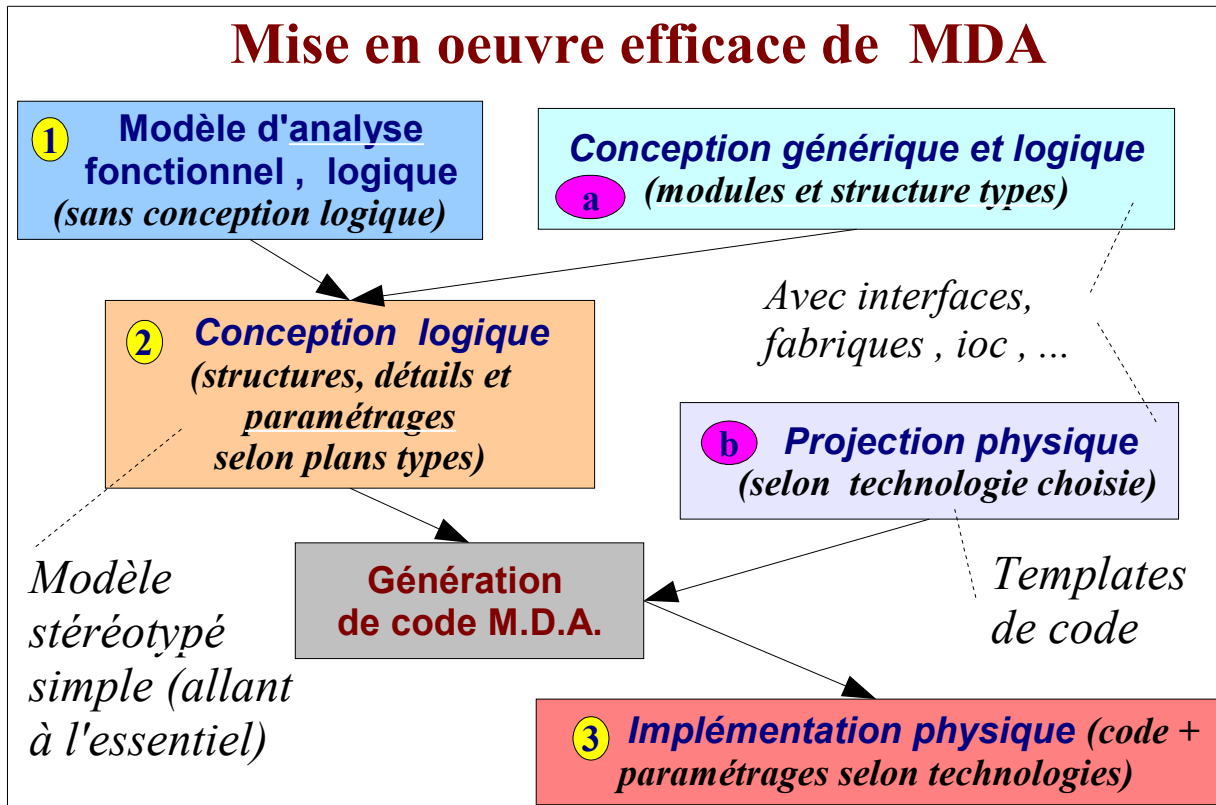 Mise en oeuvre efficace de MDA
1
Modèle d'analyse
fonctionnel , logique
(sans conception logique)
Conception générique et logique
a
(modules et structure types)
Avec interfaces,
fabriques , ioc , ...
2
Conception logique
(structures, détails et
paramétrages
selon plans types)
b
Projection physique
(selon technologie choisie)
Modèle
stéréotypé
simple (allant
à l'essentiel)
Génération
de code M.D.A.
Templates
de code
3
Implémentation physique (code +
paramétrages selon technologies)